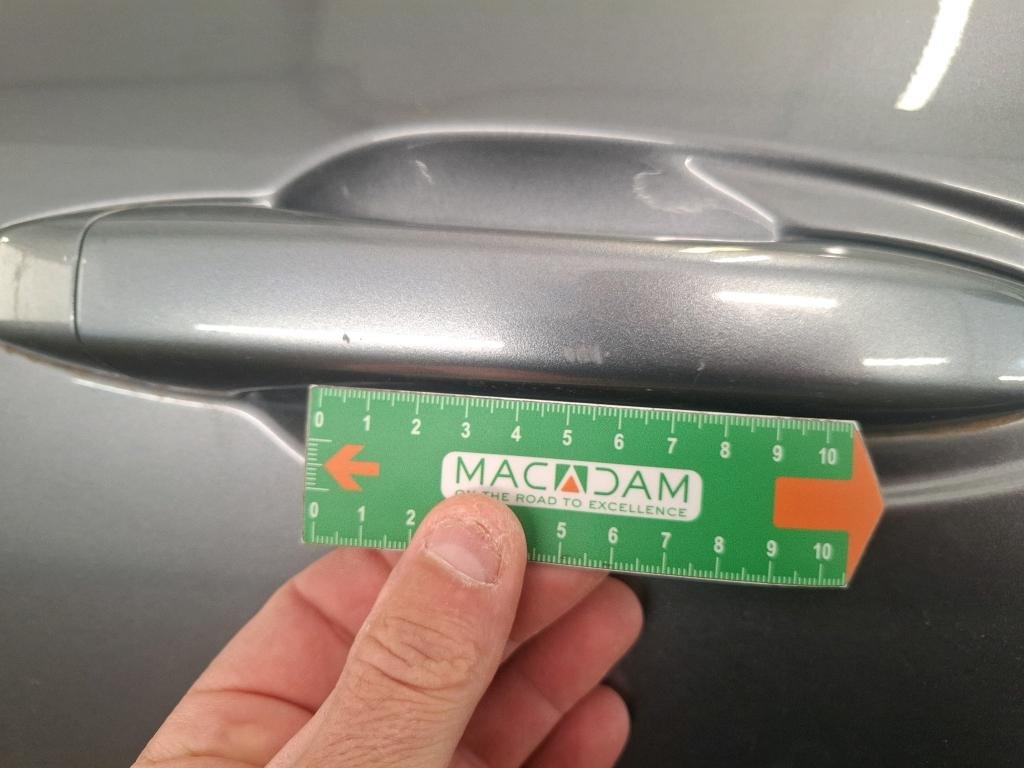 0 1 2 3 4 5 6 7 8 9 10
MACADAM
ON THE ROAD TO EXCELLENCE
0 1 2 5 6 7 8 9 10